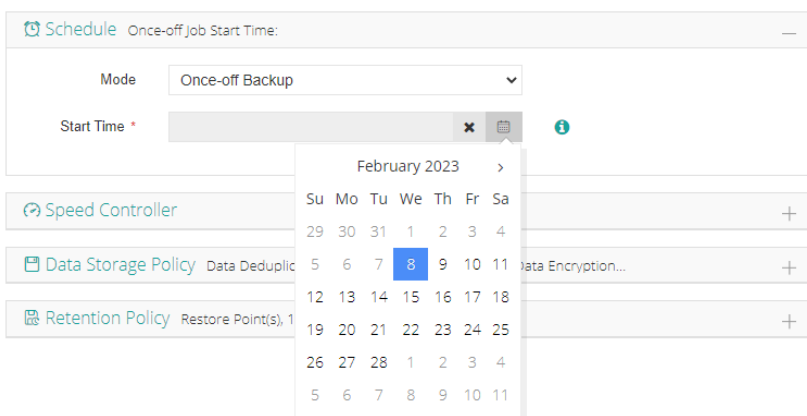 Schedule Once-off Job Start Time:
Mode Once-off Backup
Start Time *
February 2023
Su Mo Tu We Th Fr Sa
29 30 31 1 2 3 4
Speed Controller
5 6 7 8 9 10 11
Data Storage Policy Data Deduplic ata Encryption...
12 13 14 15 16 17 18
Retention Policy Restore Point(s), 1
19 20 21 22 23 24 25
26 27 28 1 2 3 4
5 6 7 8 9 10 11